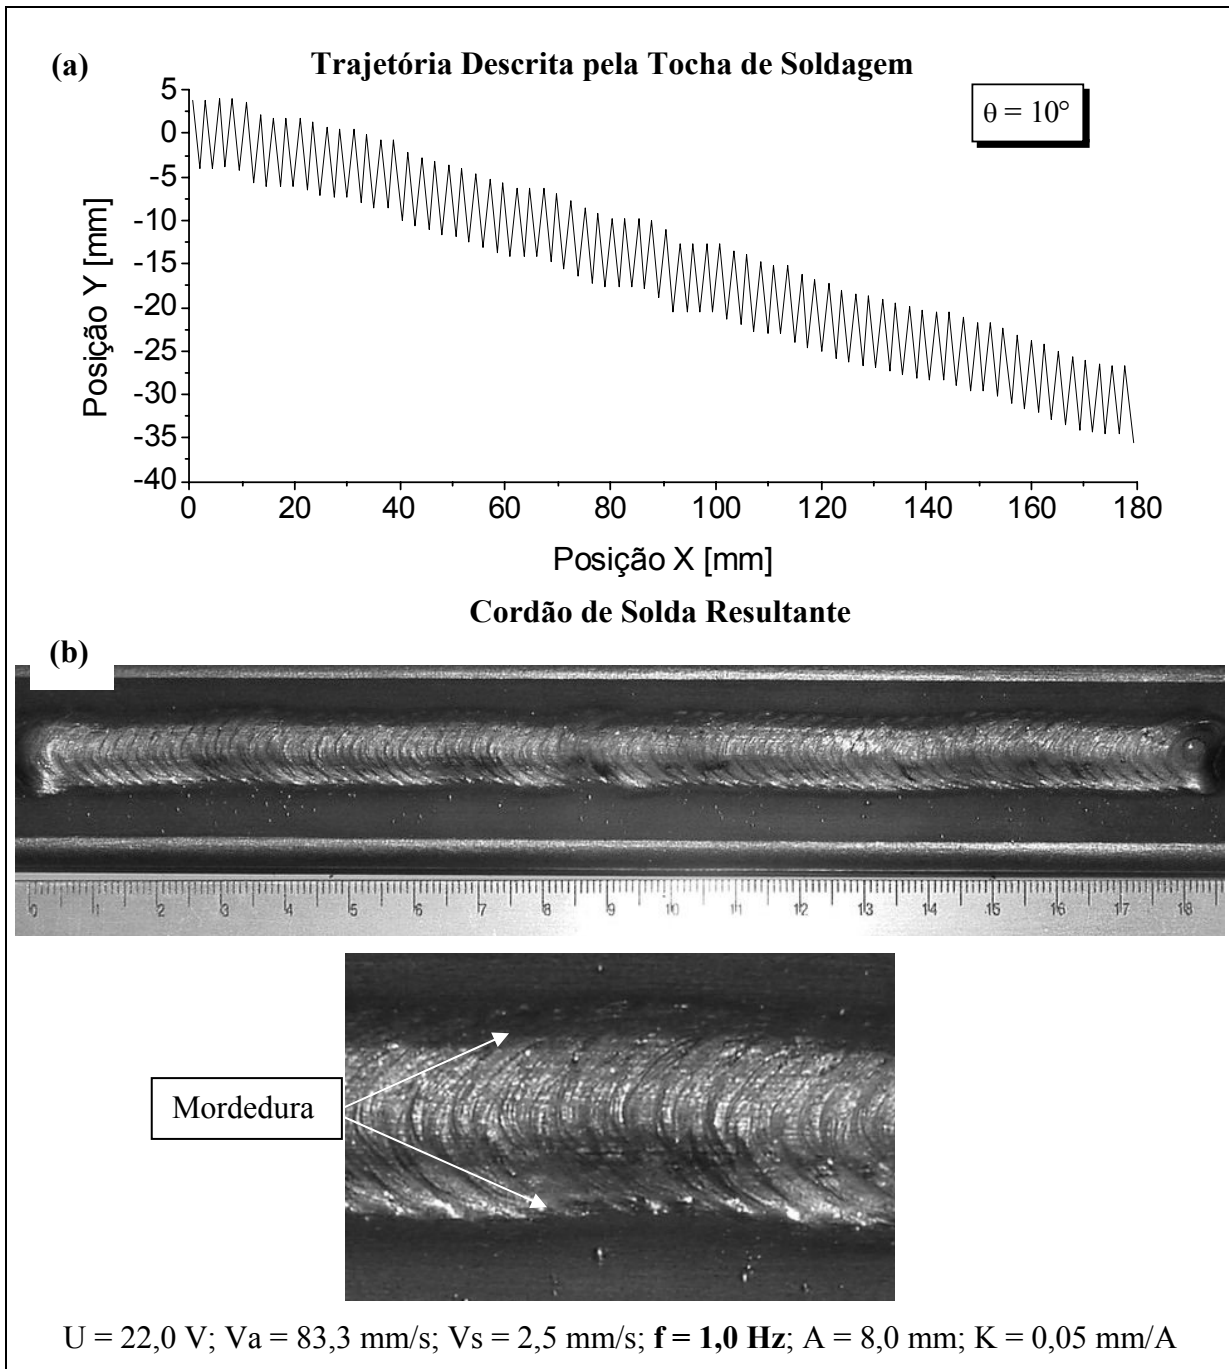 (a)
Trajetória Descrita pela Tocha de Soldagem
θ = 10°
5
0
-5
-10
-15
-20
-25
-30
-35
-40
Posição Y [mm]
0 20 40 60 80 100 120 140 160 180
Posição X [mm]
Cordão de Solda Resultante
(b)
0 1 2 3 4 5 6 7 8 9 10 11 12 13 14 15 16 17 18
Mordedura
U = 22,0 V; Va = 83,3 mm/s; Vs = 2,5 mm/s; f = 1,0 Hz; A = 8,0 mm; K = 0,05 mm/A